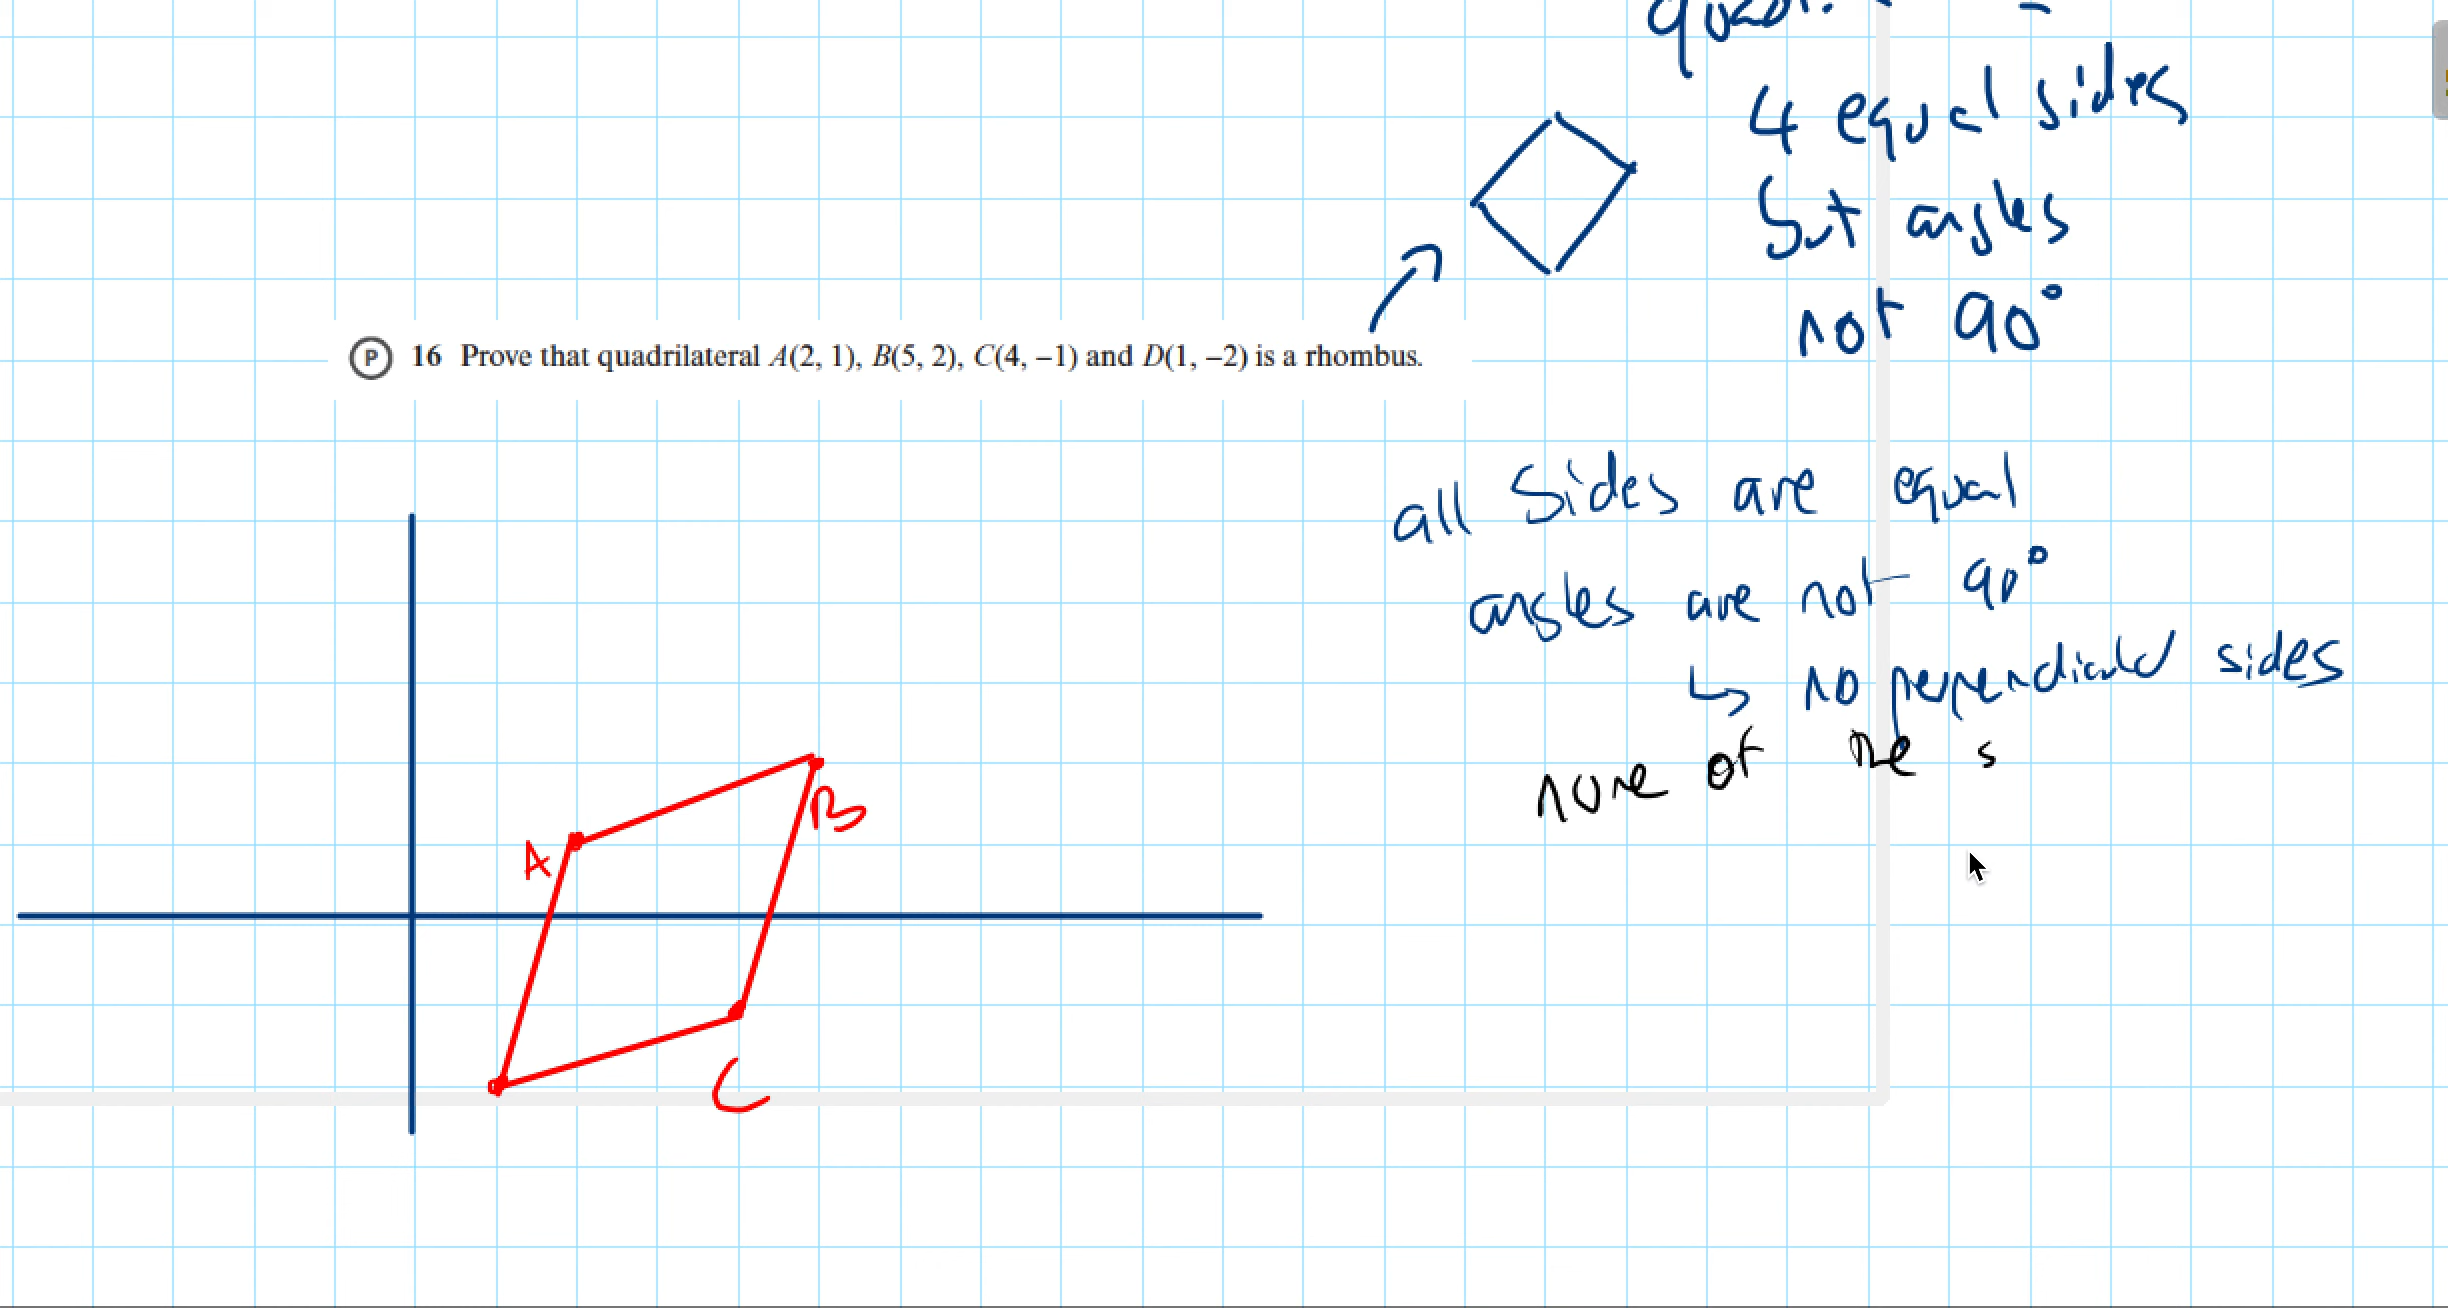 quad.
4 equal sides
but angles
not 90°
P 16 Prove that quadrilateral A(2, 1), B(5, 2), C(4, −1) and D(1, −2) is a rhombus.
all sides are equal
angles are not 90°
↳ no sides
none of the s
A
B
C